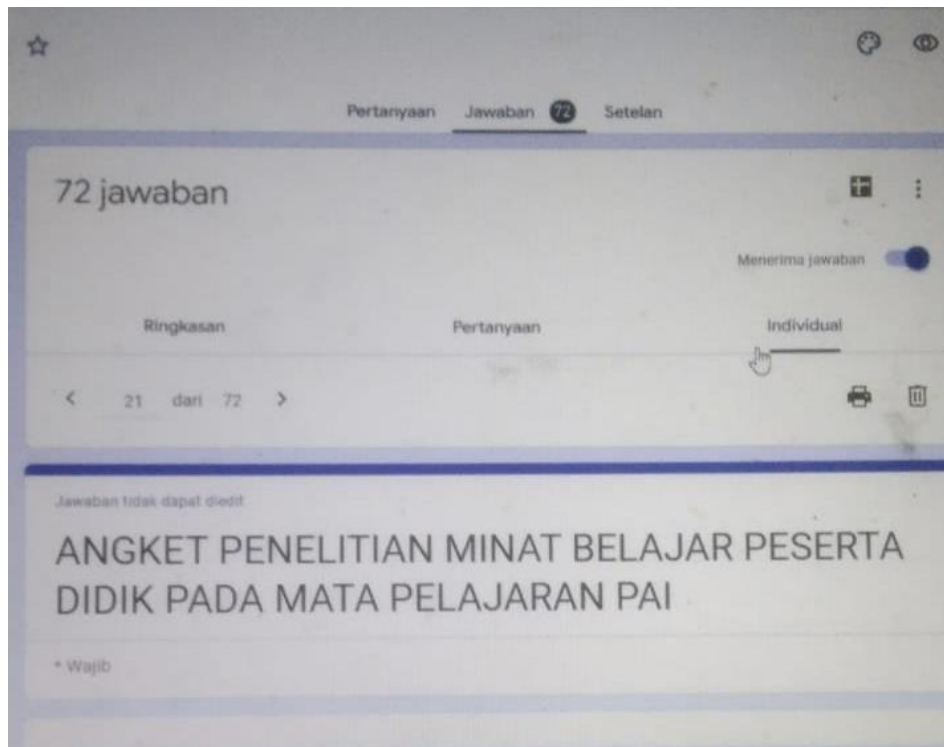 Pertanyaan Jawaban 72 Setelan
72 jawaban
Menerima jawaban
Ringkasan Pertanyaan Individual
21 dari 72
Jawaban tidak dapat diedit
ANGKET PENELITIAN MINAT BELAJAR PESERTA
DIDIK PADA MATA PELAJARAN PAI
* Wajib